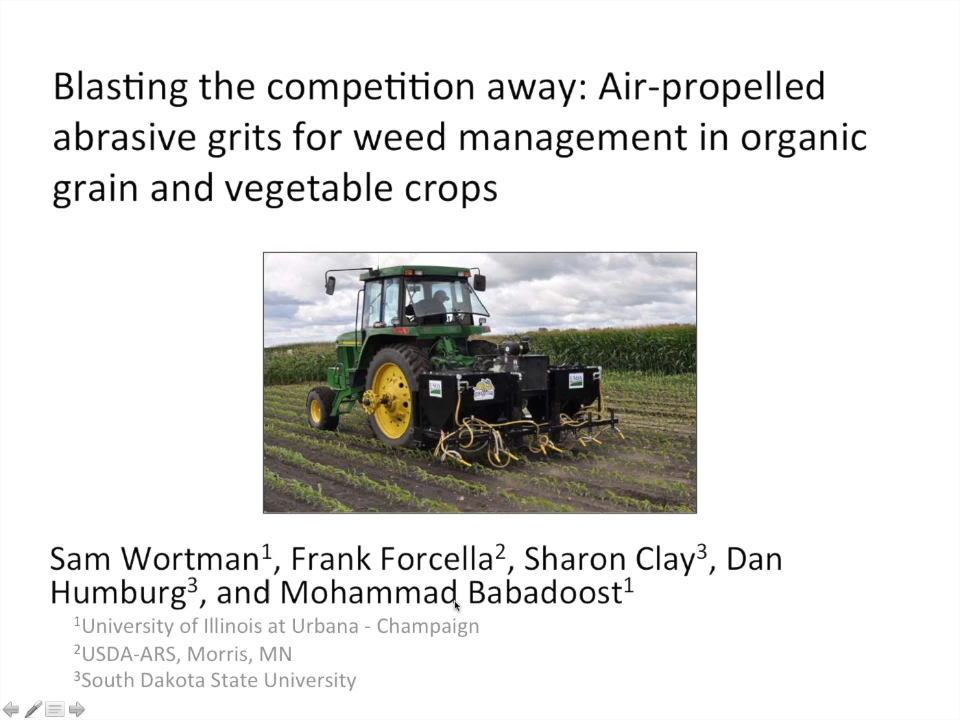 Blasting the competition away: Air-propelled
abrasive grits for weed management in organic
grain and vegetable crops
Sam Wortman¹, Frank Forcella², Sharon Clay³, Dan
Humburg³, and Mohammad Babadoost¹
¹University of Illinois at Urbana - Champaign
²USDA-ARS, Morris, MN
³South Dakota State University